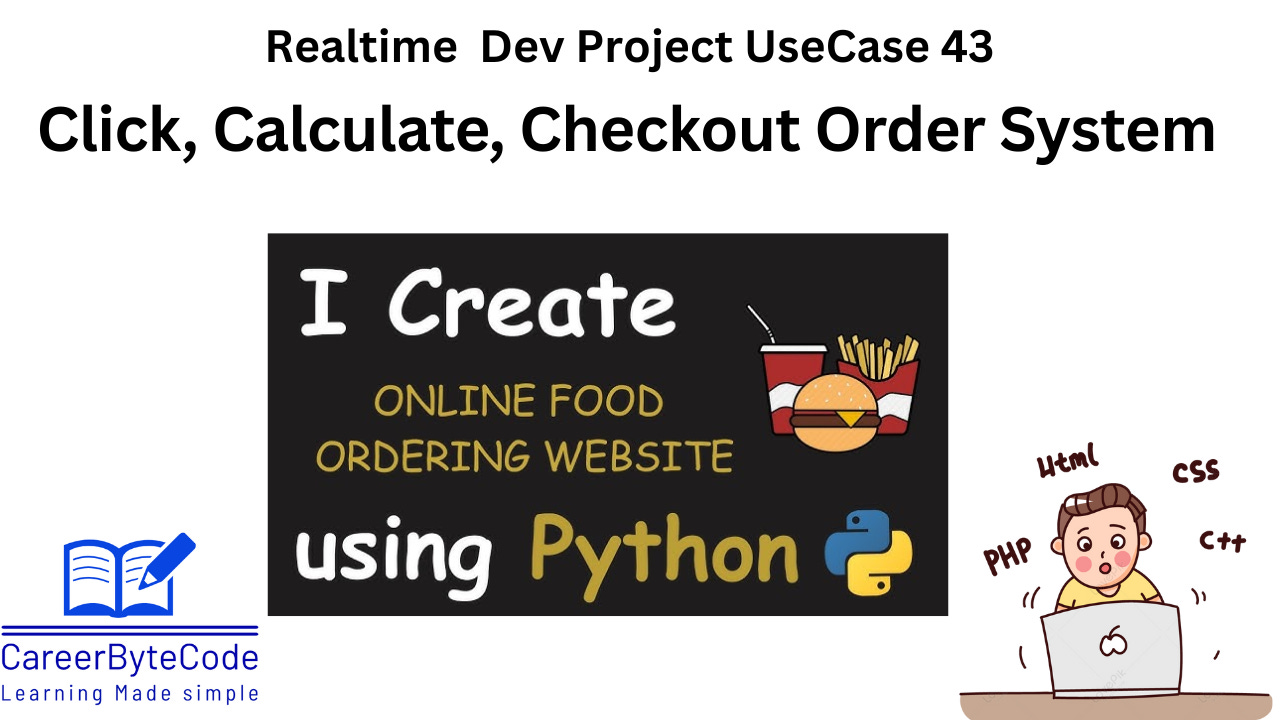 Realtime  Dev Project UseCase 43
Click, Calculate, Checkout Order System
I Create
ONLINE FOOD
ORDERING WEBSITE
using Python
Html
CSS
PHP
C++
CareerByteCode
Learning Made simple